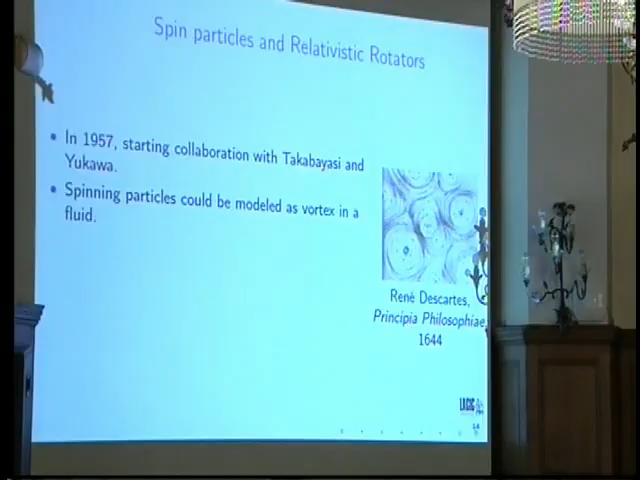 Spin particles and Relativistic Rotators
• In 1957, starting collaboration with Takabayasi and
Yukawa.
• Spinning particles could be modeled as vortex in a
fluid.
Renè Descartes,
Principia Philosophiae,
1644